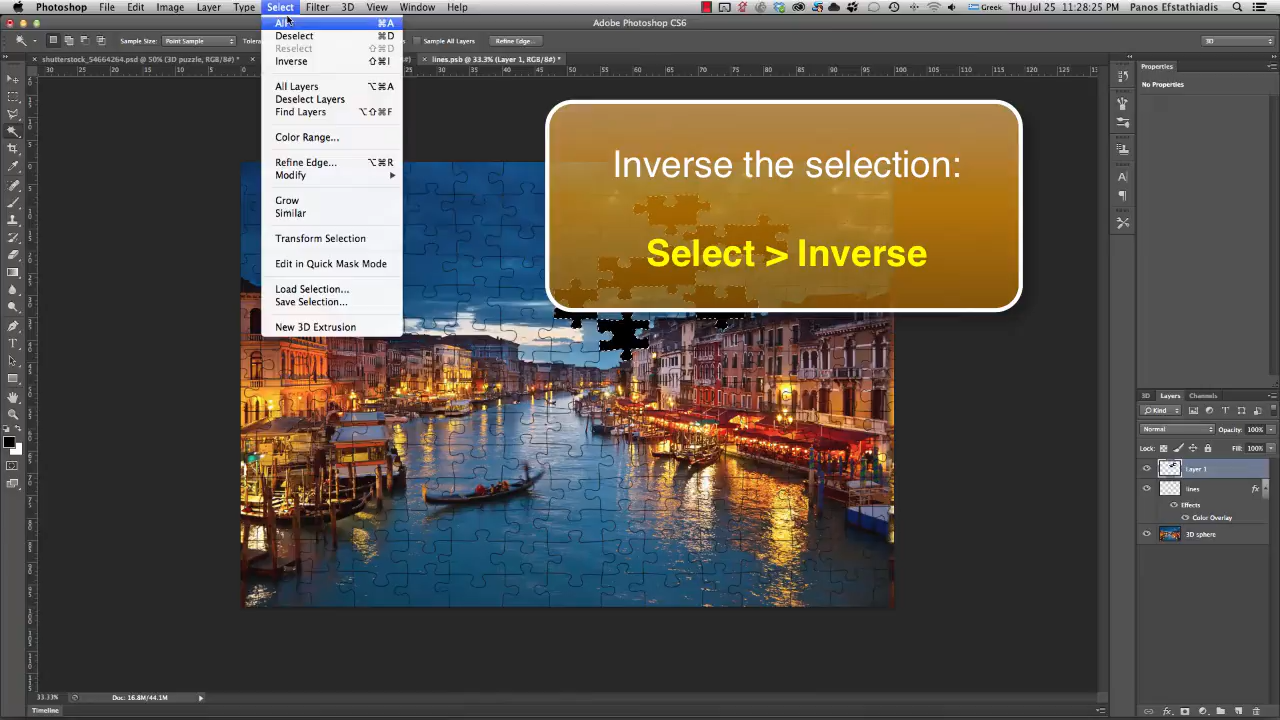 Photoshop File Edit Image Layer Type Select Filter 3D View Window Help Greek Thu Jul 25 11:28:25 Panos Efstathiadis
Adobe Photoshop CS6
Sample Size: Point Sample Sample All Layers Refine Edge... 3D
shutterstock_54664264.psd @ 50% (3D puzzle, RGB/8#) * lines.psb @ 33.3% (Layer 1, RGB/8#) *
All ⌘A
Deselect ⌘D
Reselect ⇧⌘D
Inverse ⇧⌘I
All Layers ⌥⌘A
Deselect Layers
Find Layers ⌥⇧⌘F
Color Range...
Refine Edge... ⌥⌘R
Modify
Grow
Similar
Transform Selection
Edit in Quick Mask Mode
Load Selection...
Save Selection...
New 3D Extrusion
Inverse the selection:
Select > Inverse
Properties
No Properties
3D Layers Channels
Kind
Normal Opacity: 100%
Lock: Fill: 100%
Layer 1
lines fx
Effects
Color Overlay
3D sphere
33.33% Doc: 16.8M/44.1M
Timeline